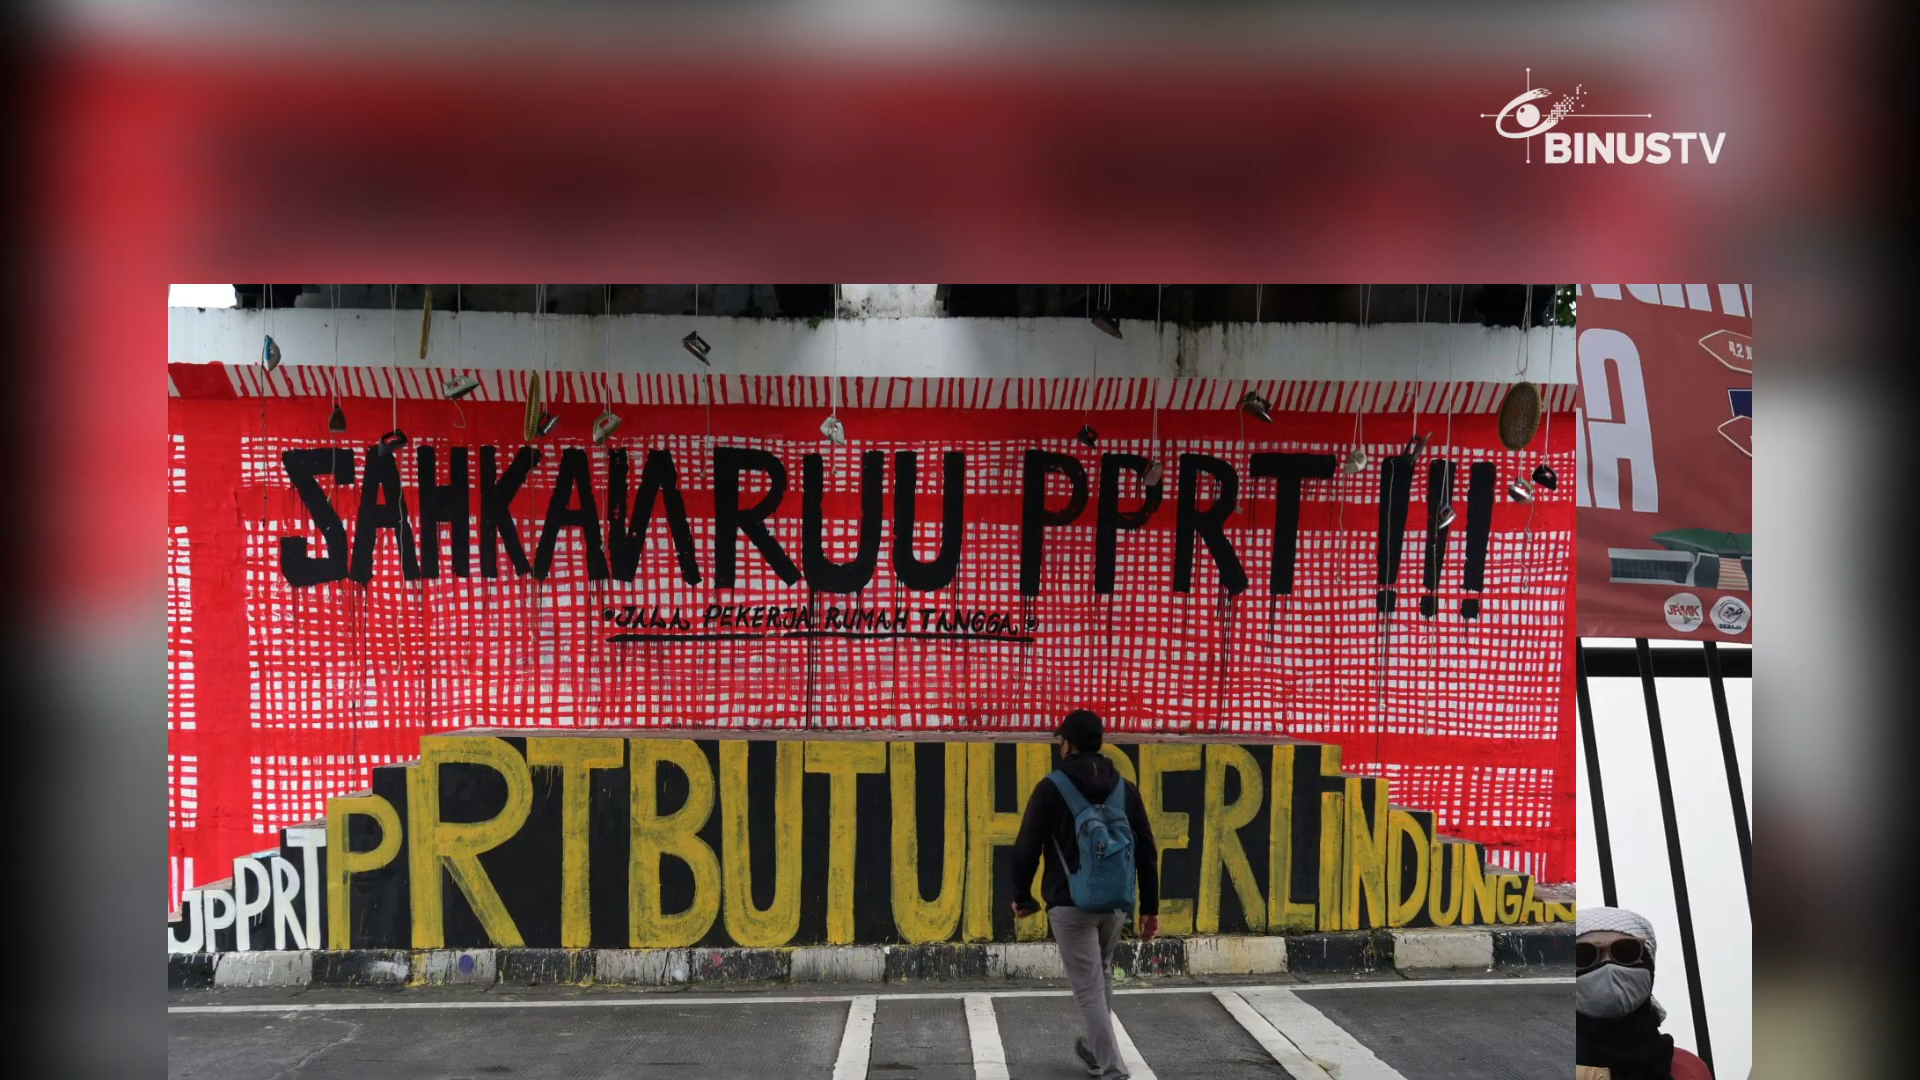 BINUSTV
SAHKAN RUU PPRT !!!
JALA PEKERJA RUMAH TANGGA
JPPRT PRT BUTUH PERLINDUNGAN